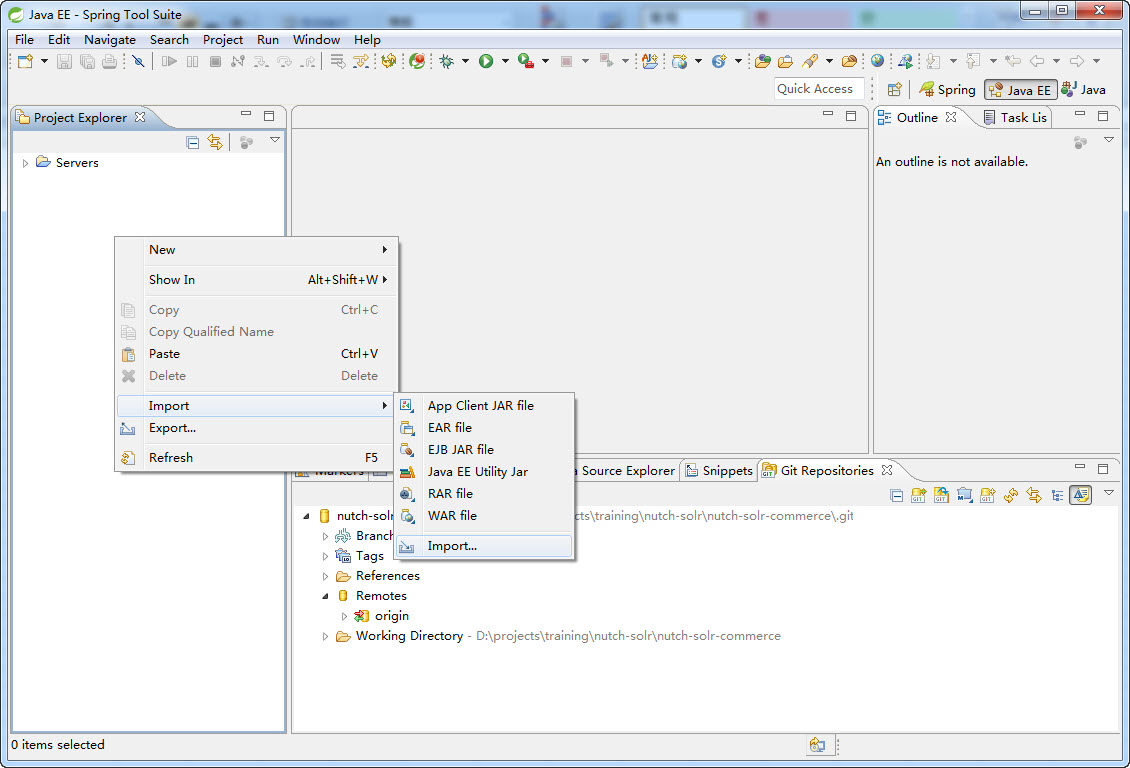 Java EE - Spring Tool Suite
File Edit Navigate Search Project Run Window Help
Quick Access
Spring Java EE Java
Project Explorer
Outline Task Lis
Servers
An outline is not available.
New
Show In Alt+Shift+W
Copy Ctrl+C
Copy Qualified Name
Paste Ctrl+V
Delete Delete
Import
Export...
Refresh F5
App Client JAR file
EAR file
EJB JAR file
Java EE Utility Jar
RAR file
WAR file
Import...
Markers a Source Explorer Snippets Git Repositories
nutch-solr cts\training\nutch-solr\nutch-solr-commerce\.git
Branch
Tags
References
Remotes
origin
Working Directory - D:\projects\training\nutch-solr\nutch-solr-commerce
0 items selected